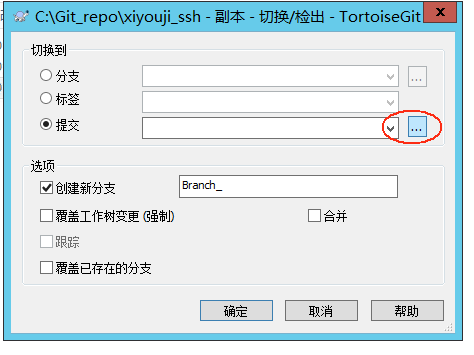 C:\Git_repo\xiyouji_ssh - 副本 - 切换/检出 - TortoiseGit
切换到
分支
...
标签
提交
...
选项
创建新分支
Branch_
覆盖工作树变更 (强制)
合并
跟踪
覆盖已存在的分支
确定
取消
帮助